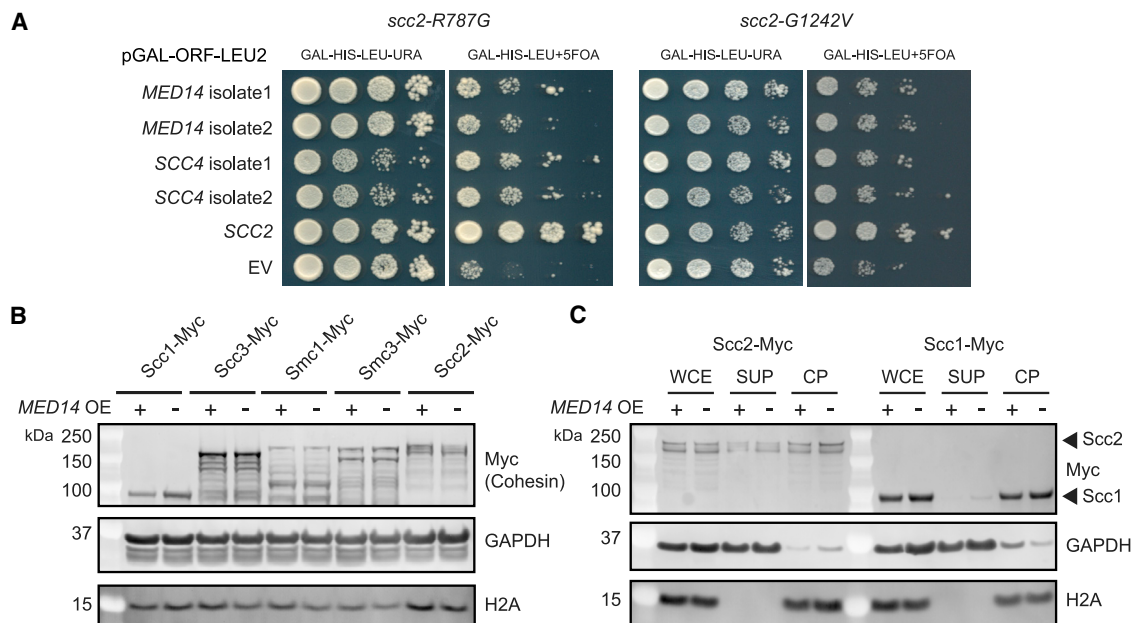 A
scc2-R787G
scc2-G1242V
pGAL-ORF-LEU2
GAL-HIS-LEU-URA
GAL-HIS-LEU+5FOA
GAL-HIS-LEU-URA
GAL-HIS-LEU+5FOA
MED14 isolate1
MED14 isolate2
SCC4 isolate1
SCC4 isolate2
SCC2
EV
B
Scc1-Myc
Scc3-Myc
Smc1-Myc
Smc3-Myc
Scc2-Myc
MED14 OE
+ - + - + - + - + -
kDa
250
150
100
Myc
(Cohesin)
37
GAPDH
15
H2A
C
Scc2-Myc
Scc1-Myc
WCE SUP CP WCE SUP CP
MED14 OE
+ - + - + - + - + - + -
kDa
250
150
100
Scc2
Myc
Scc1
37
GAPDH
15
H2A